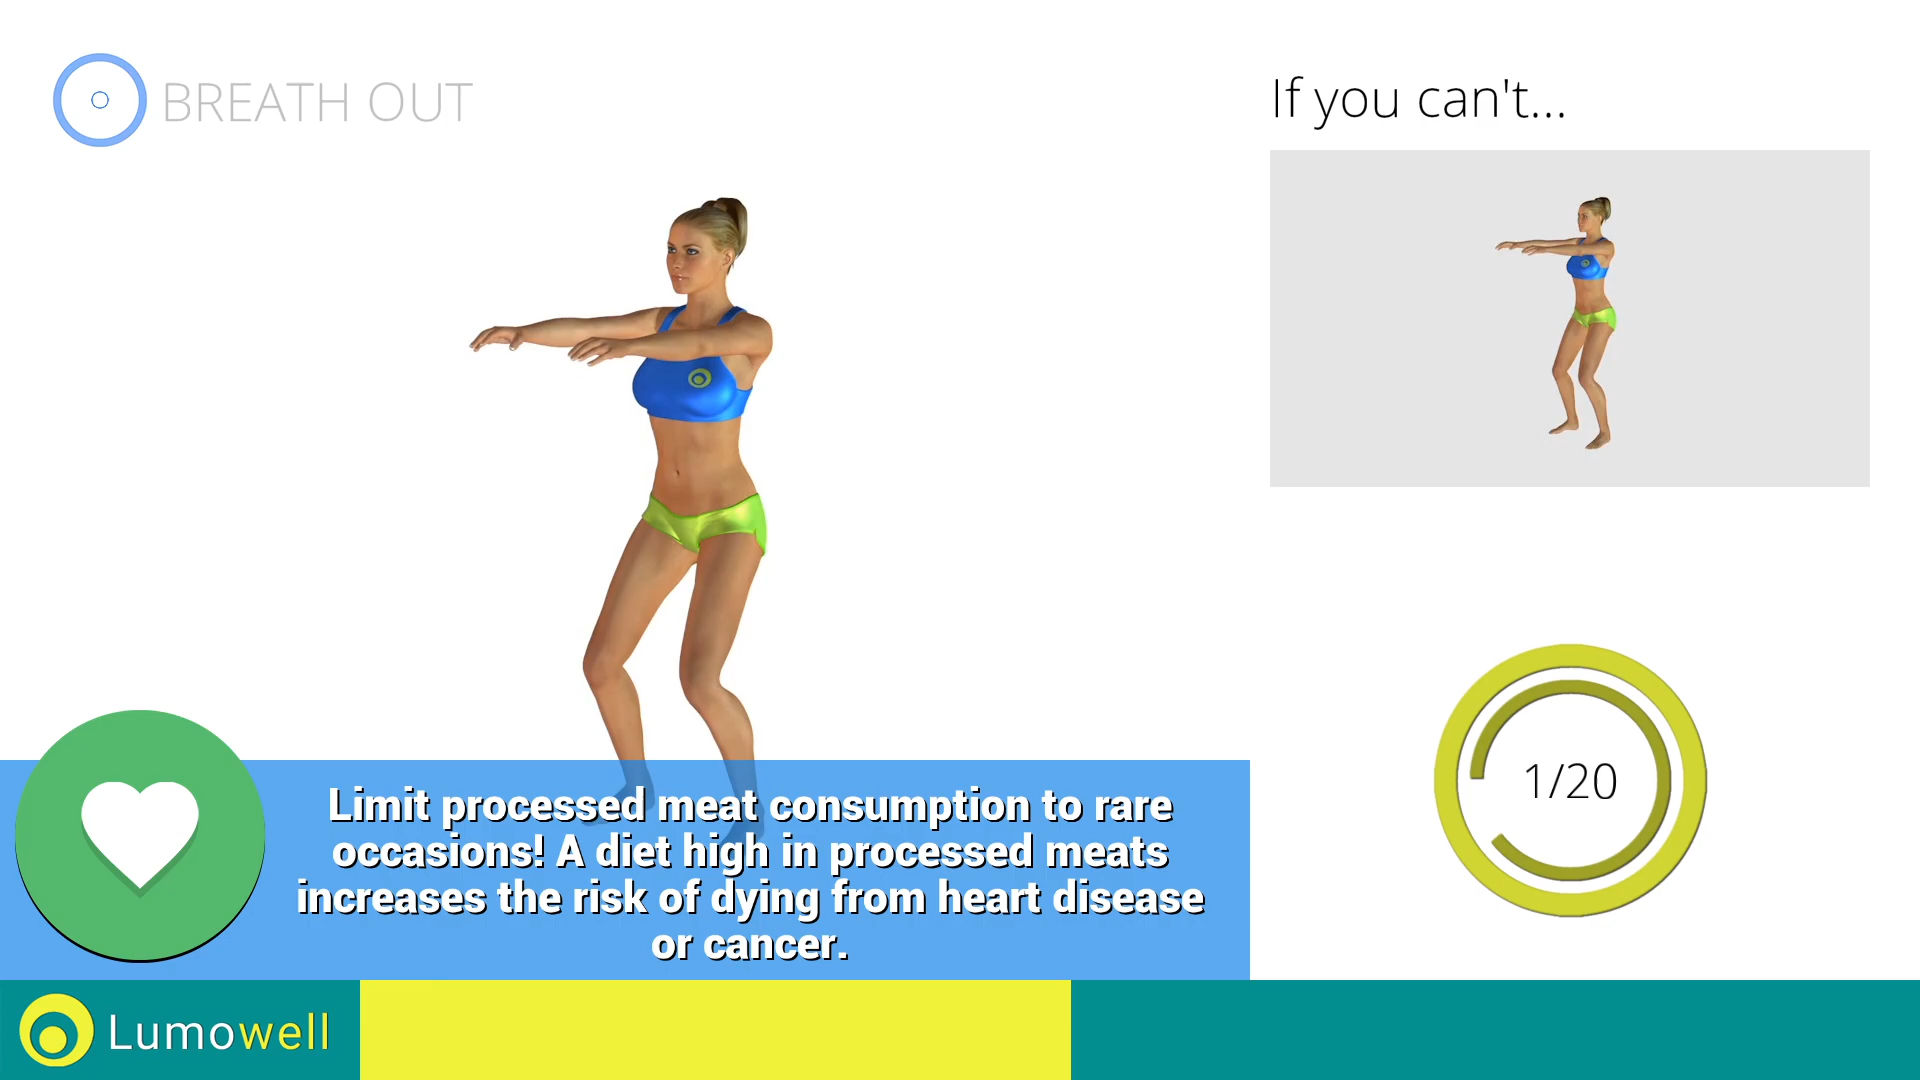 BREATH OUT
If you can't...
1/20
Limit processed meat consumption to rare
occasions! A diet high in processed meats
increases the risk of dying from heart disease
or cancer.
Lumowell